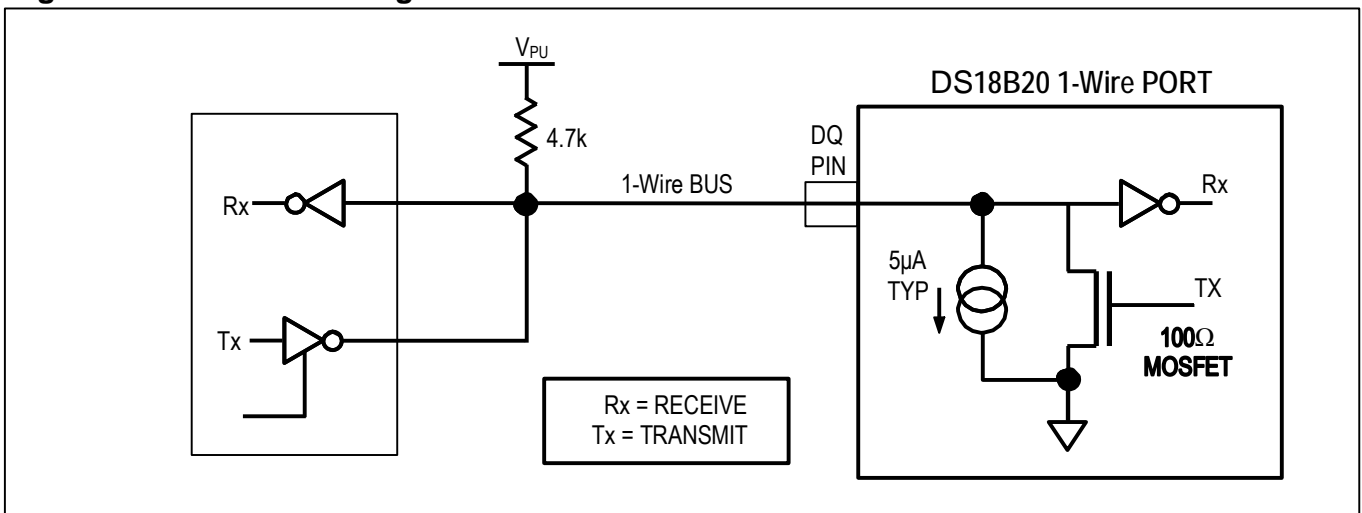 V_PU
4.7k
Rx
1-Wire BUS
Tx
Rx = RECEIVE
Tx = TRANSMIT
DS18B20 1-Wire PORT
DQ
PIN
Rx
5µA
TYP
TX
100Ω
MOSFET